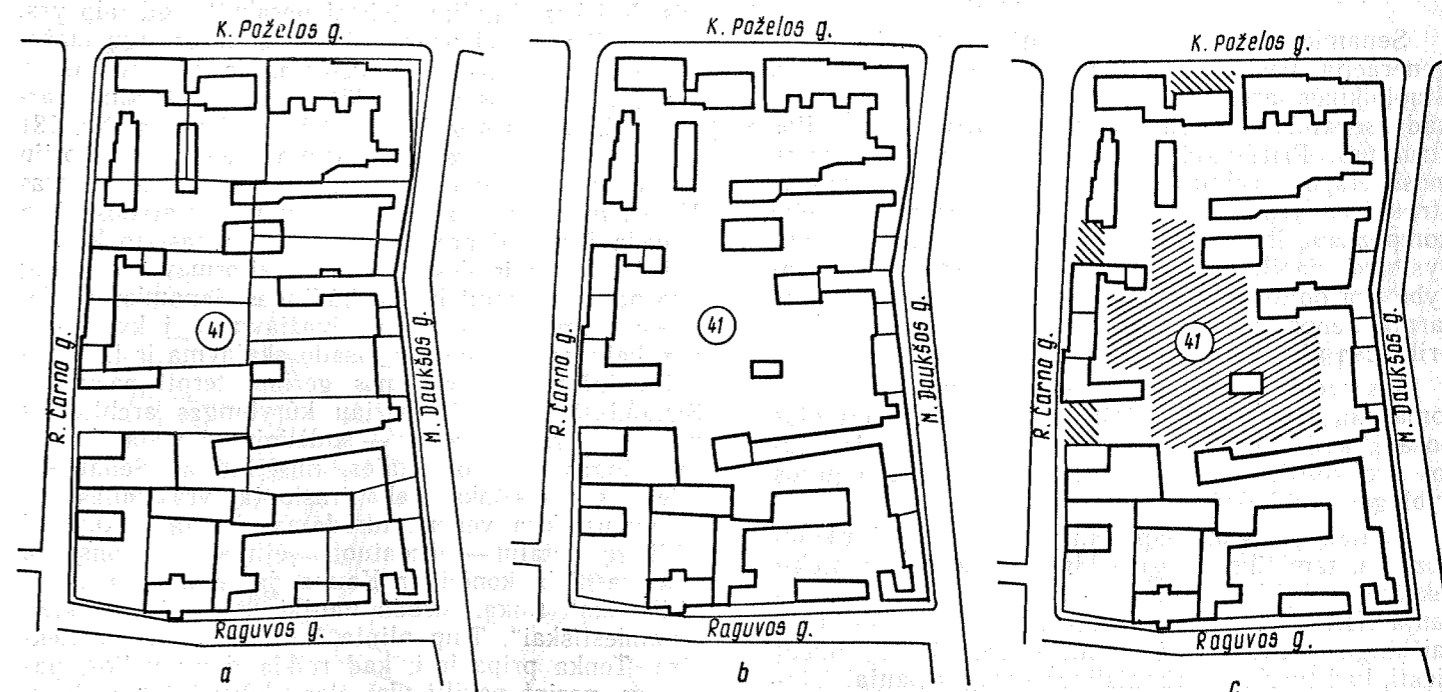 K. Poželos g.
R. Čarno g.
41
M. Daukšos g.
Raguvos g.
a
K. Poželos g.
R. Čarno g.
41
M. Daukšos g.
Raguvos g.
b
K. Poželos g.
R. Čarno g.
41
M. Daukšos g.
Raguvos g.
c